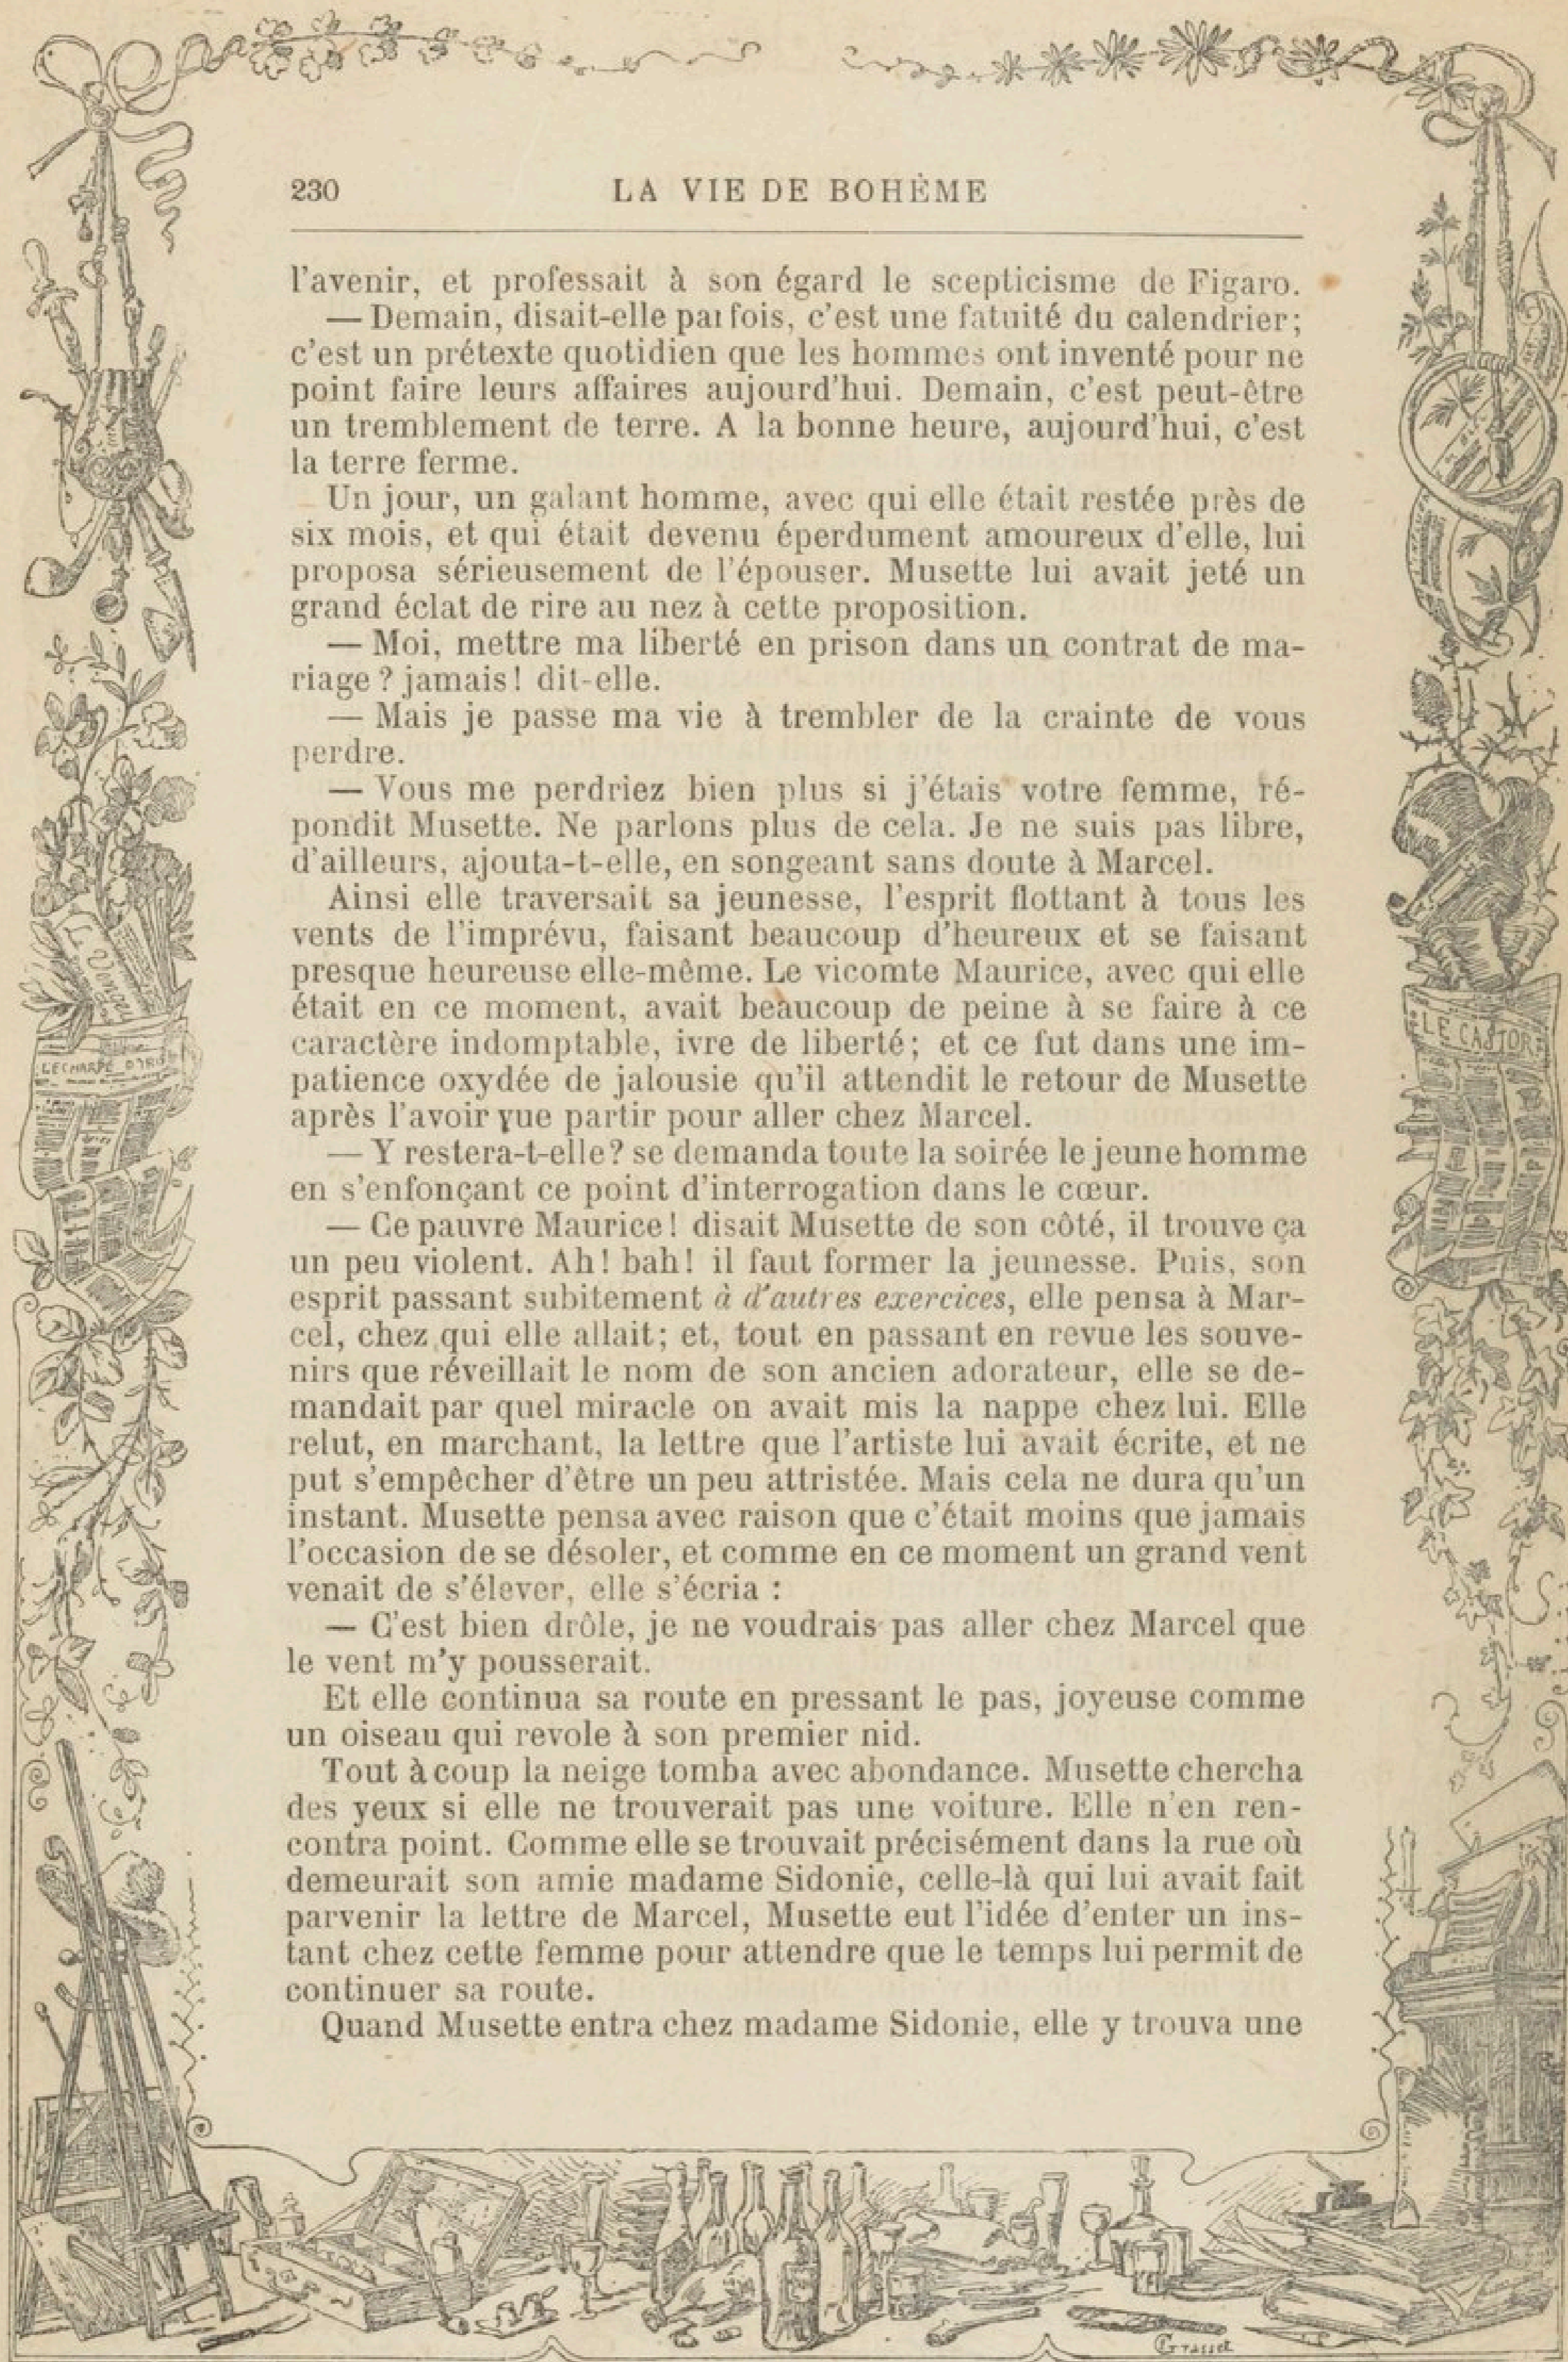 230 LA VIE DE BOHÈME
l'avenir, et professait à son égard le scepticisme de Figaro.
— Demain, disait-elle parfois, c'est une fatuité du calendrier;
c'est un prétexte quotidien que les hommes ont inventé pour ne
point faire leurs affaires aujourd'hui. Demain, c'est peut-être
un tremblement de terre. A la bonne heure, aujourd'hui, c'est
la terre ferme.
Un jour, un galant homme, avec qui elle était restée près de
six mois, et qui était devenu éperdument amoureux d'elle, lui
proposa sérieusement de l'épouser. Musette lui avait jeté un
grand éclat de rire au nez à cette proposition.
— Moi, mettre ma liberté en prison dans un contrat de ma-
riage ? jamais! dit-elle.
— Mais je passe ma vie à trembler de la crainte de vous
perdre.
— Vous me perdriez bien plus si j'étais votre femme, ré-
pondit Musette. Ne parlons plus de cela. Je ne suis pas libre,
d'ailleurs, ajouta-t-elle, en songeant sans doute à Marcel.
Ainsi elle traversait sa jeunesse, l'esprit flottant à tous les
vents de l'imprévu, faisant beaucoup d'heureux et se faisant
presque heureuse elle-même. Le vicomte Maurice, avec qui elle
était en ce moment, avait beaucoup de peine à se faire à ce
caractère indomptable, ivre de liberté; et ce fut dans une im-
patience oxydée de jalousie qu'il attendit le retour de Musette
après l'avoir vue partir pour aller chez Marcel.
— Y restera-t-elle? se demanda toute la soirée le jeune homme
en s'enfonçant ce point d'interrogation dans le cœur.
— Ce pauvre Maurice! disait Musette de son côté, il trouve ça
un peu violent. Ah! bah! il faut former la jeunesse. Puis, son
esprit passant subitement à d'autres exercices, elle pensa à Mar-
cel, chez qui elle allait; et, tout en passant en revue les souve-
nirs que réveillait le nom de son ancien adorateur, elle se de-
mandait par quel miracle on avait mis la nappe chez lui. Elle
relut, en marchant, la lettre que l'artiste lui avait écrite, et ne
put s'empêcher d'être un peu attristée. Mais cela ne dura qu'un
instant. Musette pensa avec raison que c'était moins que jamais
l'occasion de se désoler, et comme en ce moment un grand vent
venait de s'élever, elle s'écria :
— C'est bien drôle, je ne voudrais pas aller chez Marcel que
le vent m'y pousserait.
Et elle continua sa route en pressant le pas, joyeuse comme
un oiseau qui revole à son premier nid.
Tout à coup la neige tomba avec abondance. Musette chercha
des yeux si elle ne trouverait pas une voiture. Elle n'en ren-
contra point. Comme elle se trouvait précisément dans la rue où
demeurait son amie madame Sidonie, celle-là qui lui avait fait
parvenir la lettre de Marcel, Musette eut l'idée d'enter un ins-
tant chez cette femme pour attendre que le temps lui permit de
continuer sa route.
Quand Musette entra chez madame Sidonie, elle y trouva une
LE CASTOR
L'ECHARPE D'IRIS
Grasset